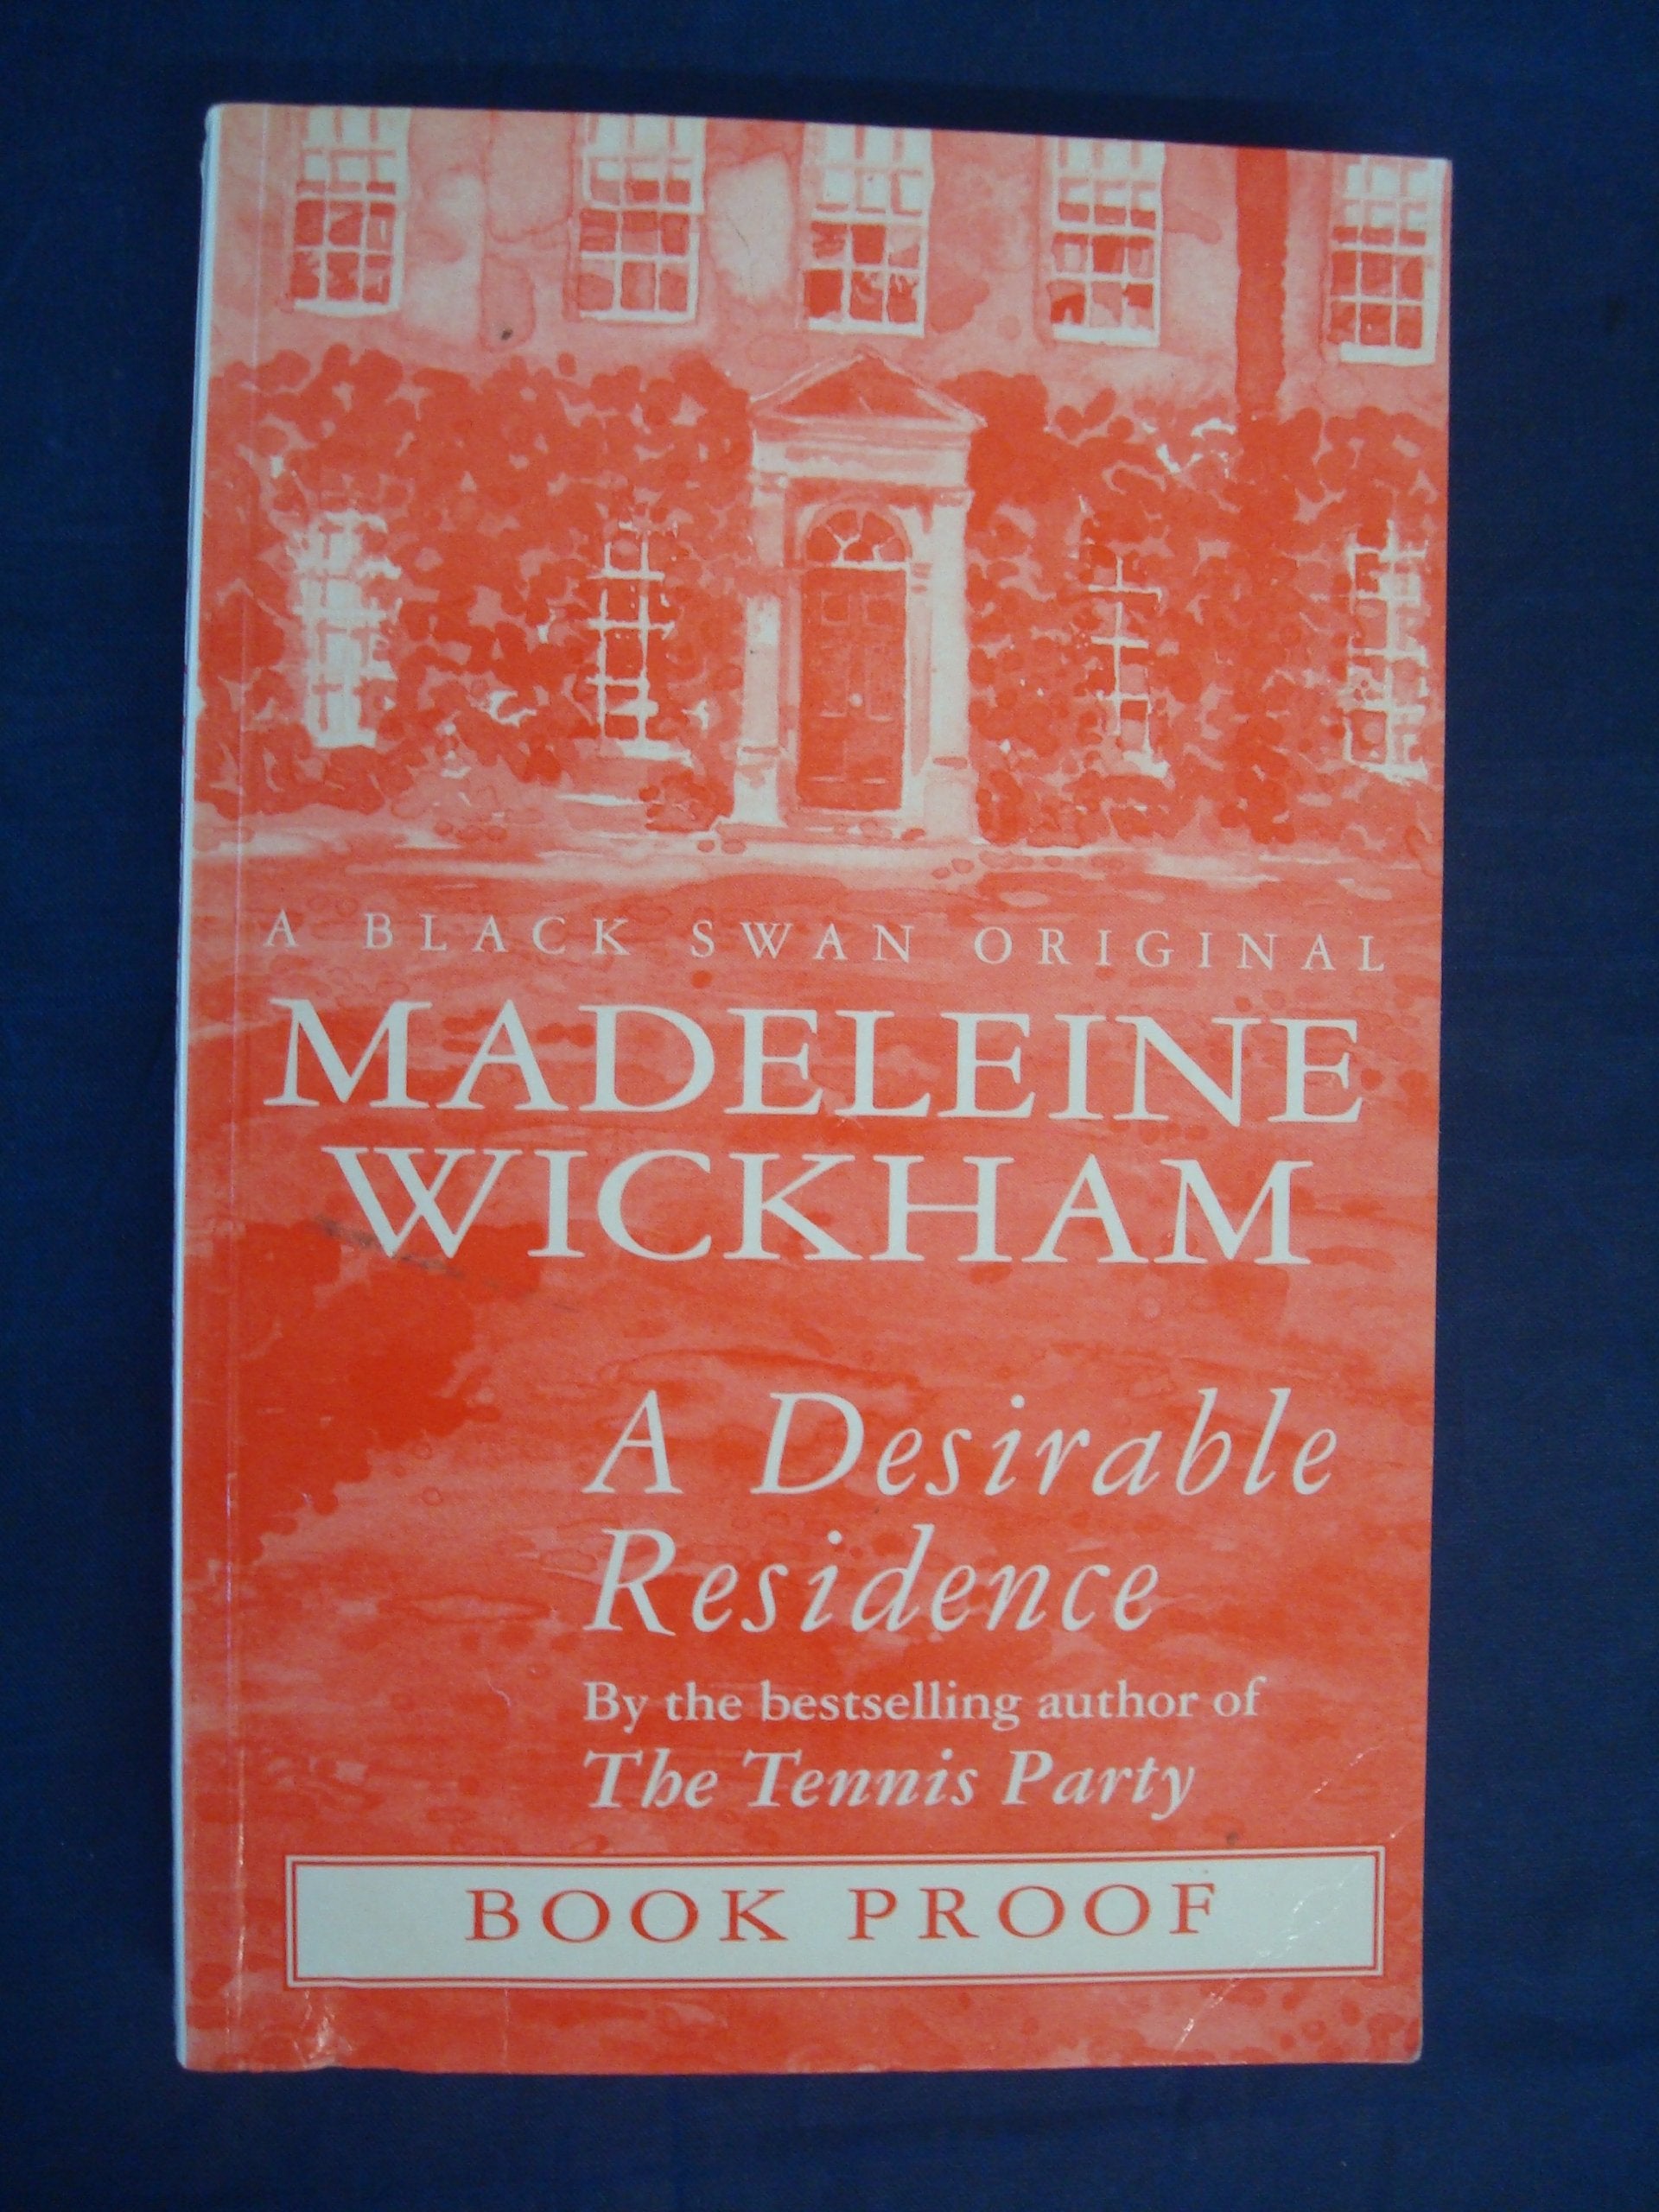 A BLACK SWAN ORIGINAL
MADELEINE
WICKHAM
A Desirable
Residence
By the bestselling author of
The Tennis Party
BOOK PROOF